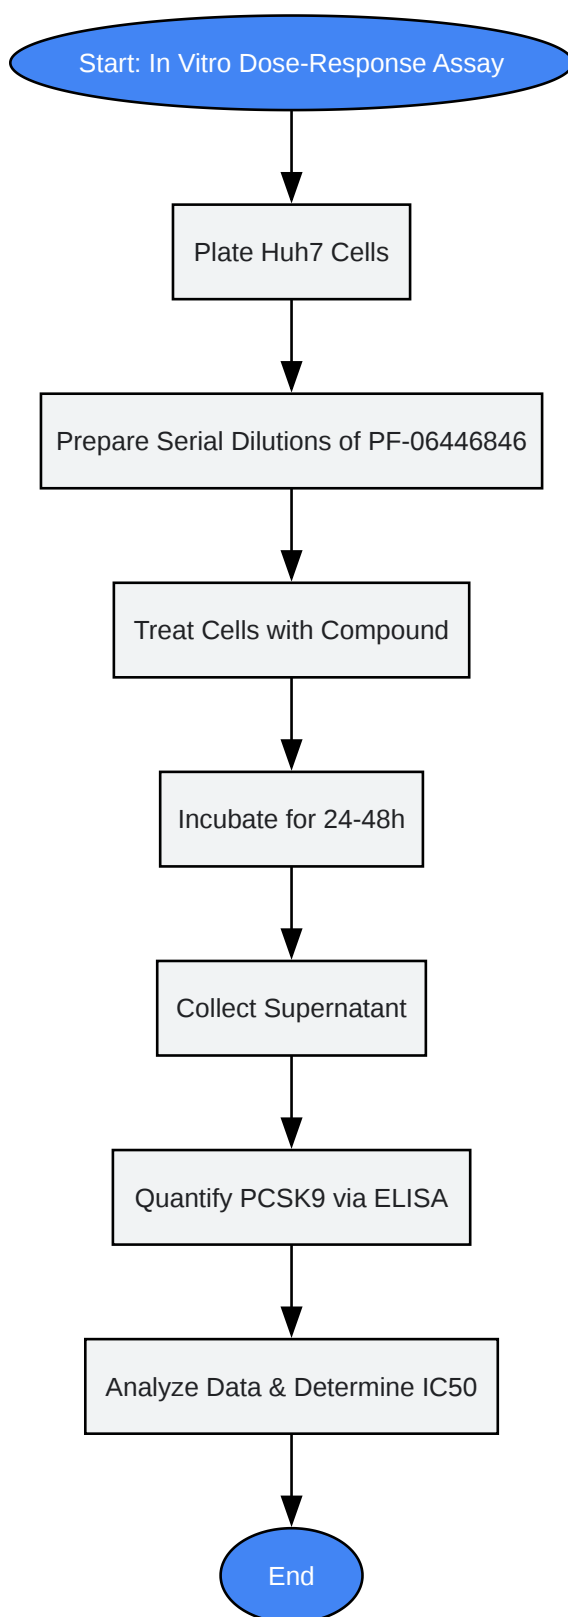 Start: In Vitro Dose-Response Assay
Plate Huh7 Cells
Prepare Serial Dilutions of PF-06446846
Treat Cells with Compound
Incubate for 24-48h
Collect Supernatant
Quantify PCSK9 via ELISA
Analyze Data & Determine IC50
End